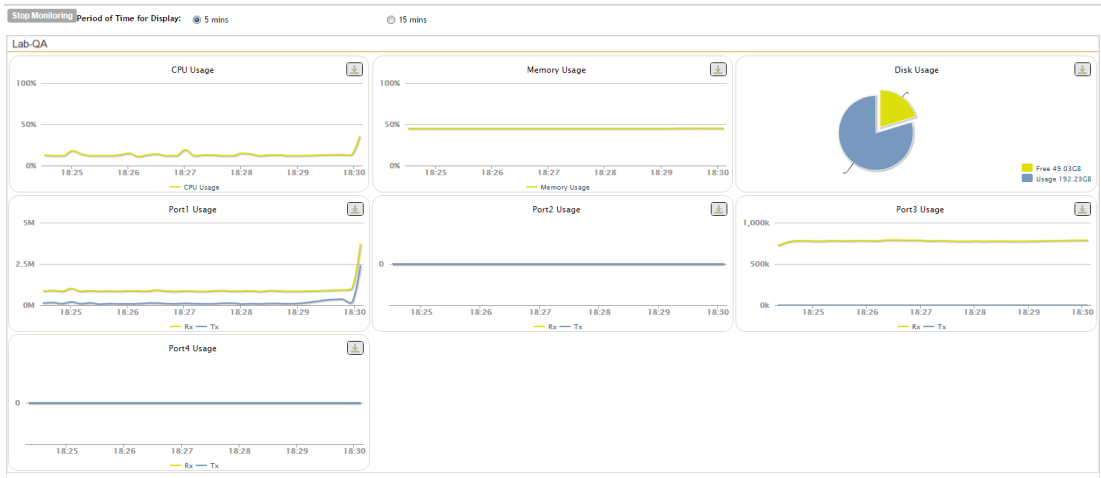 Stop Monitoring Period of Time for Display: 5 mins 15 mins
Lab-QA
CPU Usage
100%
50%
0%
18:25 18:26 18:27 18:28 18:29 18:30
CPU Usage
Memory Usage
100%
50%
0%
18:25 18:26 18:27 18:28 18:29 18:30
Memory Usage
Disk Usage
Free 49.03GB
Usage 192.23GB
Port1 Usage
5M
2.5M
0M
18:25 18:26 18:27 18:28 18:29 18:30
Rx Tx
Port2 Usage
0
18:25 18:26 18:27 18:28 18:29 18:30
Rx Tx
Port3 Usage
1,000k
500k
0k
18:25 18:26 18:27 18:28 18:29 18:30
Rx Tx
Port4 Usage
0
18:25 18:26 18:27 18:28 18:29 18:30
Rx Tx